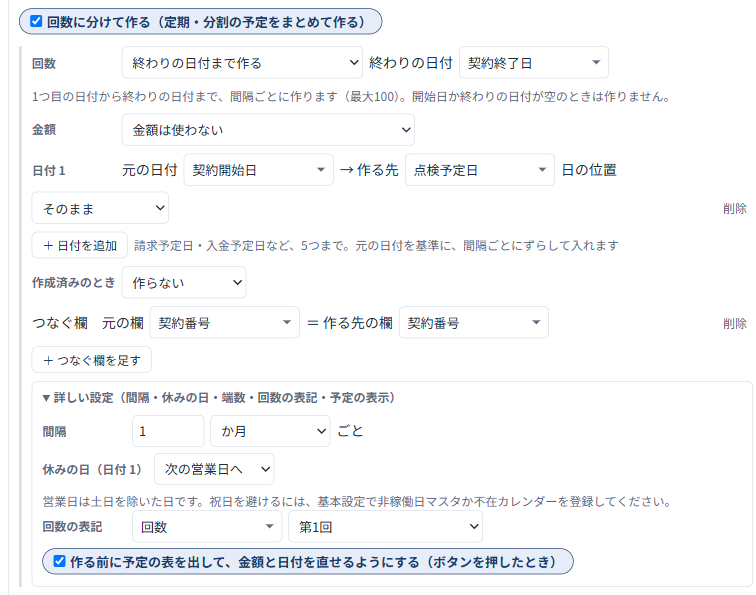 回数に分けて作る（定期・分割の予定をまとめて作る）
回数 終わりの日付まで作る 終わりの日付 契約終了日
1つ目の日付から終わりの日付まで、間隔ごとに作ります（最大100）。開始日か終わりの日付が空のときは作りません。
金額 金額は使わない
日付 1 元の日付 契約開始日 → 作る先 点検予定日 日の位置
そのまま 削除
＋ 日付を追加 請求予定日・入金予定日など、5つまで。元の日付を基準に、間隔ごとにずらして入れます
作成済みのとき 作らない
つなぐ欄 元の欄 契約番号 ＝ 作る先の欄 契約番号 削除
＋ つなぐ欄を足す
▼ 詳しい設定（間隔・休みの日・端数・回数の表記・予定の表示）
間隔 1 か月 ごと
休みの日（日付 1） 次の営業日へ
営業日は土日を除いた日です。祝日を避けるには、基本設定で非稼働日マスタか不在カレンダーを登録してください。
回数の表記 回数 第1回
作る前に予定の表を出して、金額と日付を直せるようにする（ボタンを押したとき）